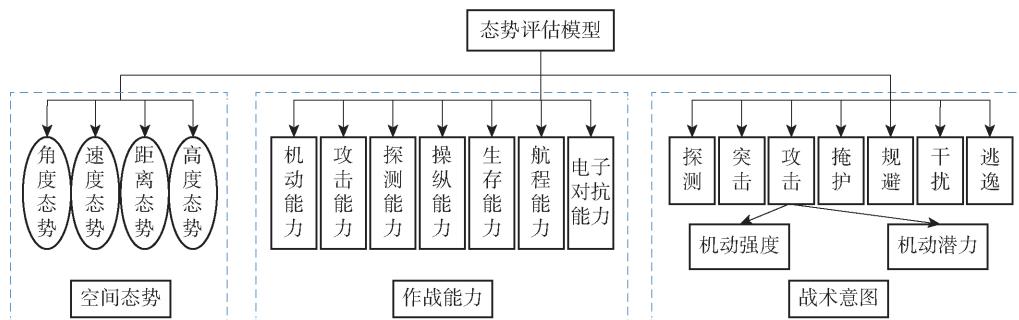 态势评估模型
角度态势
速度态势
距离态势
高度态势
机动能力
攻击能力
探测能力
操纵能力
生存能力
航程能力
电子对抗能力
探测
突击
攻击
掩护
规避
干扰
逃逸
机动强度
机动潜力
空间态势
作战能力
战术意图